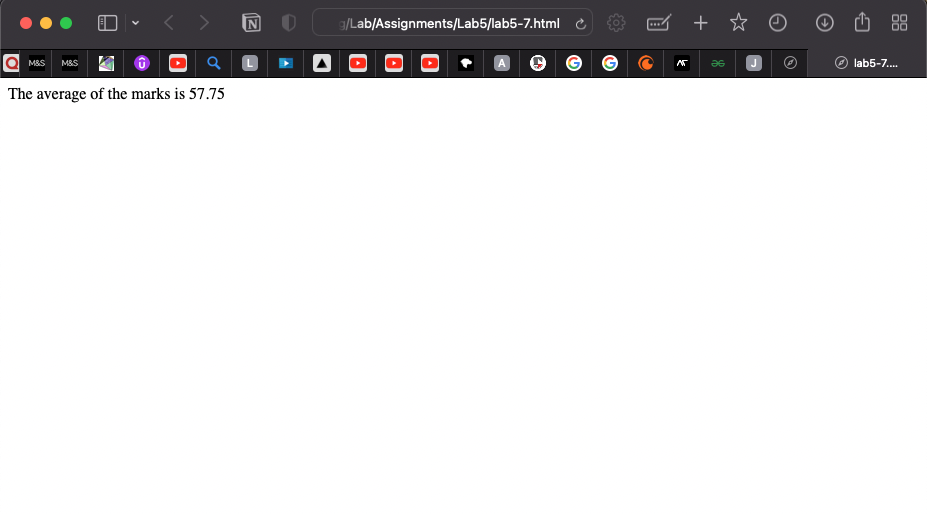 g/Lab/Assignments/Lab5/lab5-7.html
M&S M&S L A J lab5-7....
The average of the marks is 57.75